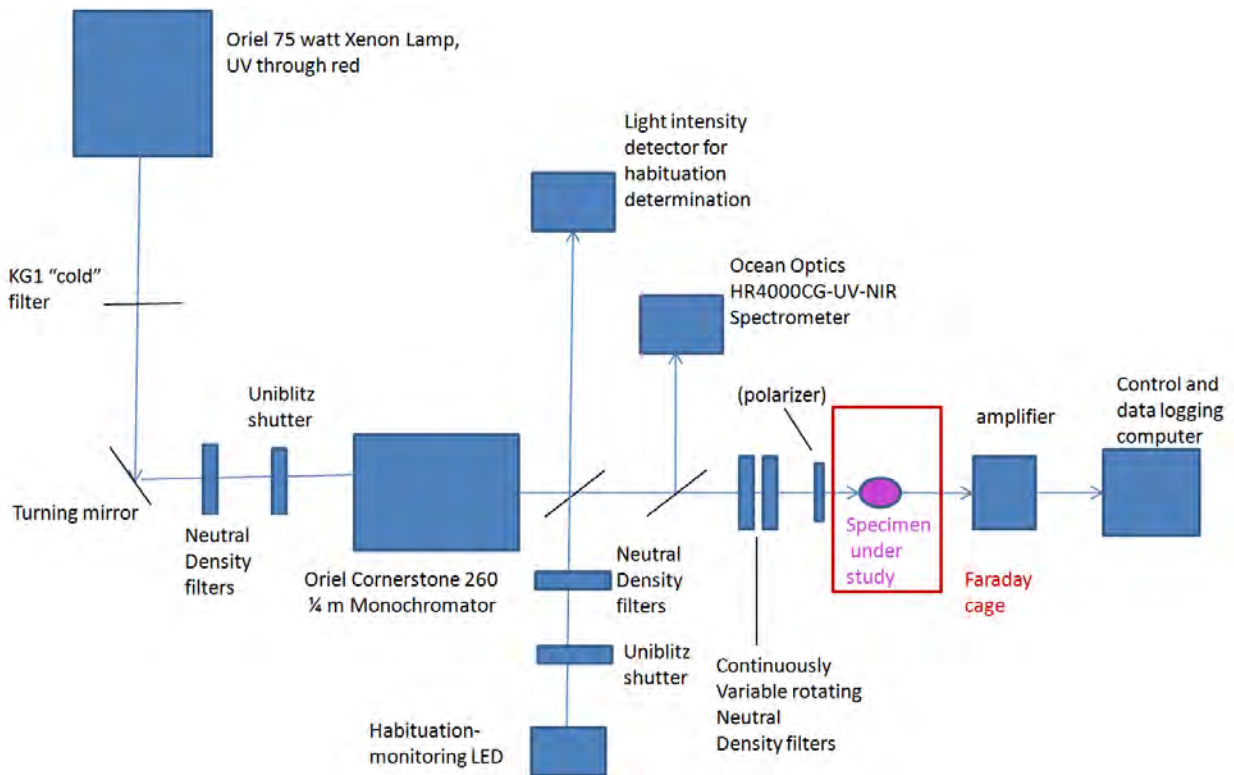 Oriel 75 watt Xenon Lamp,
UV through red
Light intensity
detector for
habituation
determination
KG1 “cold”
filter
Ocean Optics
HR4000CG-UV-NIR
Spectrometer
Uniblitz
shutter
(polarizer)
amplifier
Control and
data logging
computer
Turning mirror
Neutral
Density
filters
Oriel Cornerstone 260
¼ m Monochromator
Neutral
Density
filters
Specimen
under
study
Faraday
cage
Uniblitz
shutter
Continuously
Variable rotating
Neutral
Density filters
Habituation-
monitoring LED